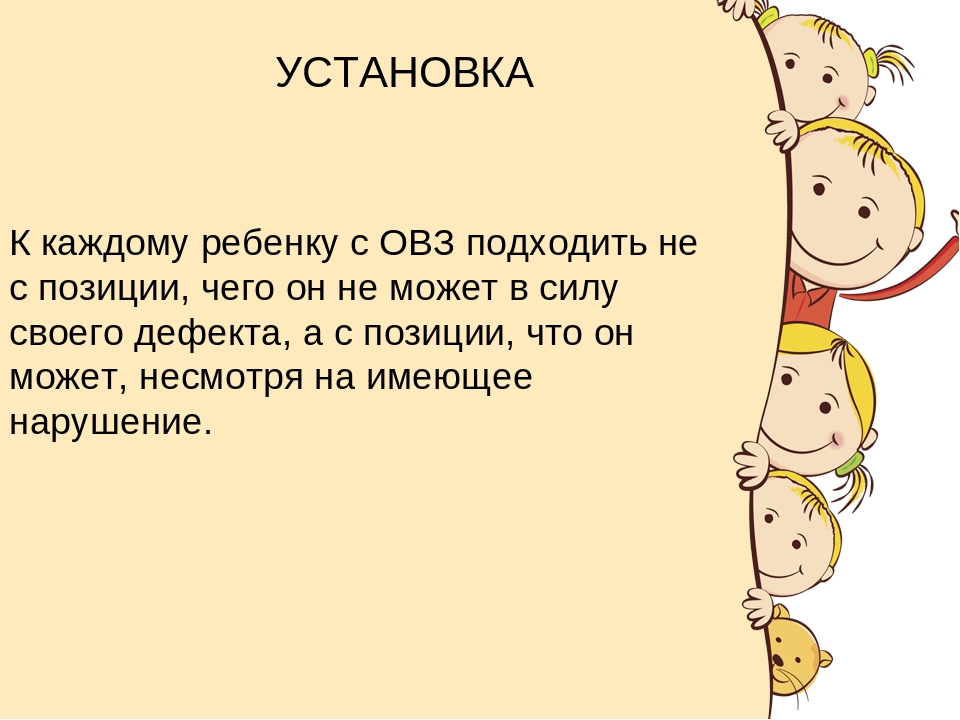 УСТАНОВКА
К каждому ребенку с ОВЗ подходить не
с позиции, чего он не может в силу
своего дефекта, а с позиции, что он
может, несмотря на имеющее
нарушение.